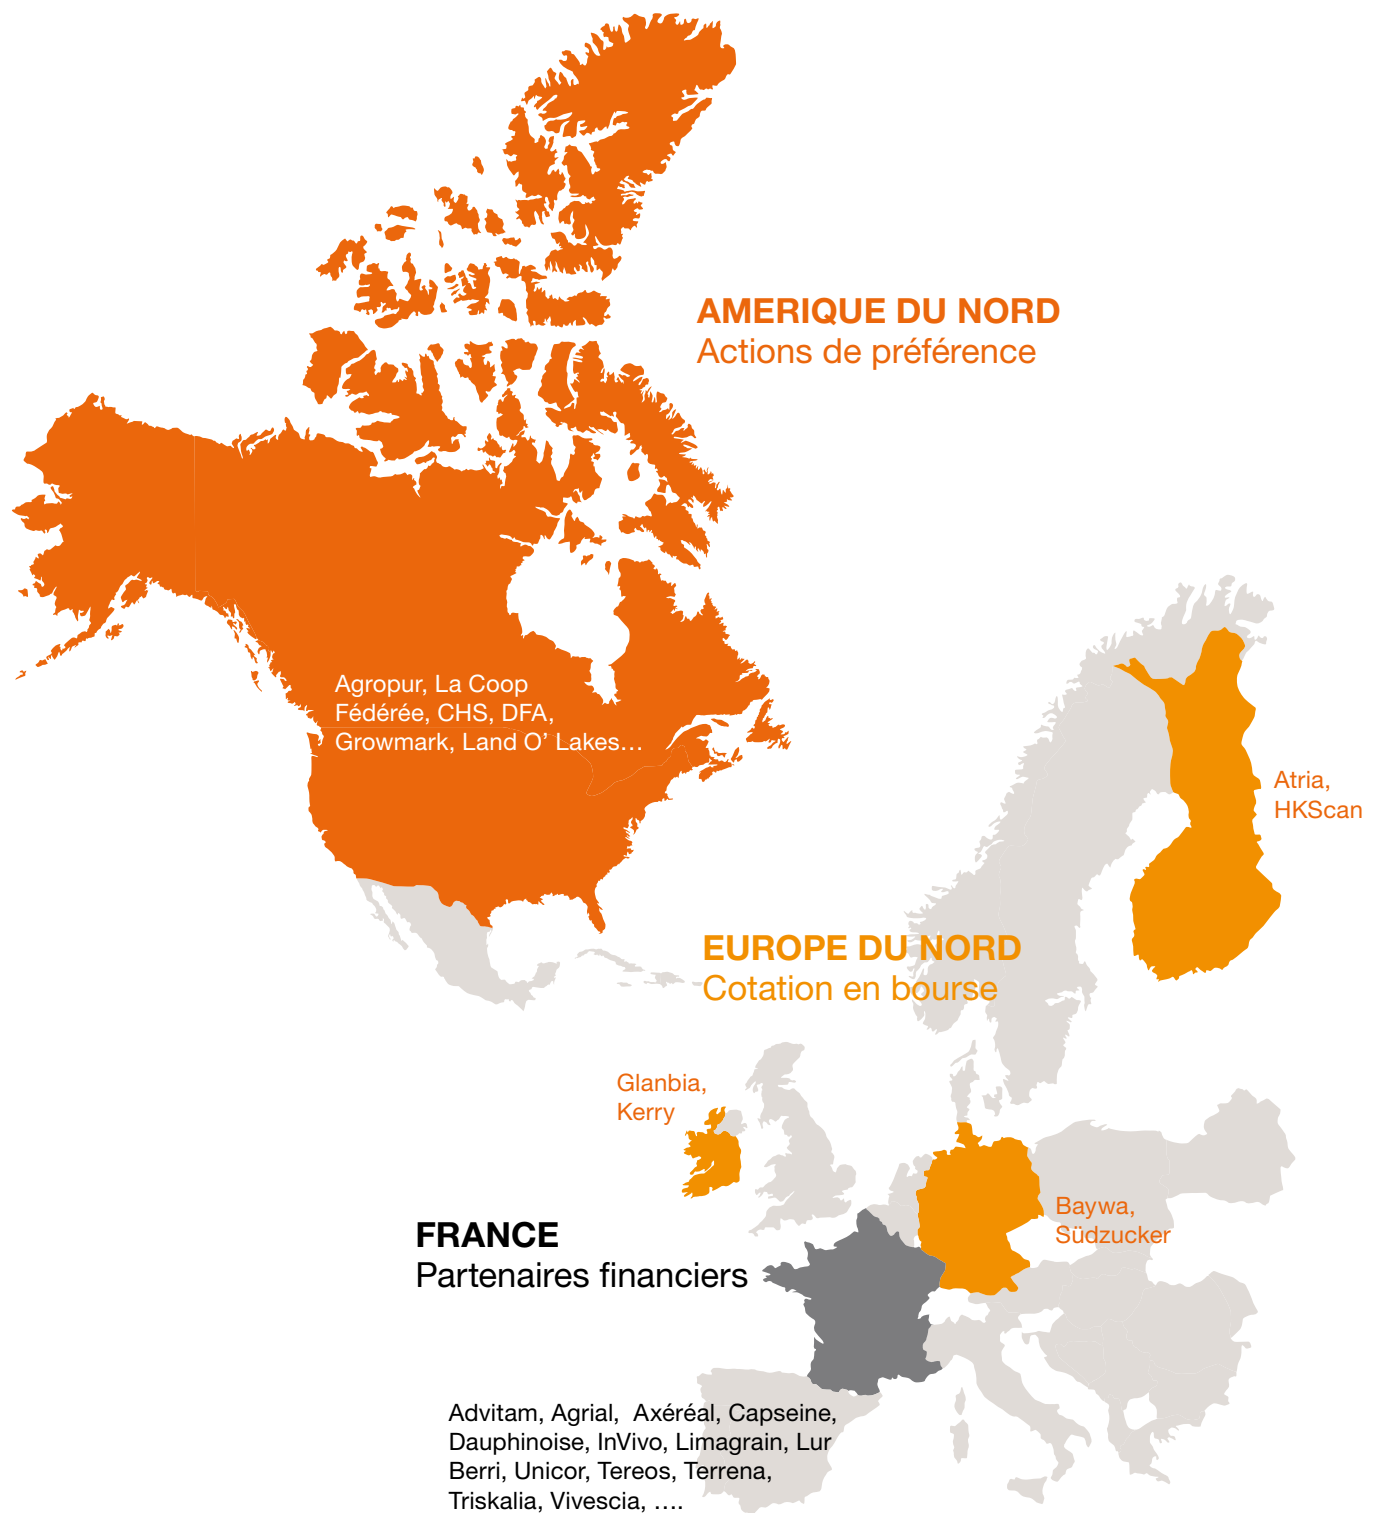 AMERIQUE DU NORD
Actions de préférence
Agropur, La Coop
Fédérée, CHS, DFA,
Growmark, Land O’ Lakes…
Atria,
HKScan
EUROPE DU NORD
Cotation en bourse
Glanbia,
Kerry
Baywa,
Südzucker
FRANCE
Partenaires financiers
Advitam, Agrial, Axéréal, Capseine,
Dauphinoise, InVivo, Limagrain, Lur
Berri, Unicor, Tereos, Terrena,
Triskalia, Vivescia, ….